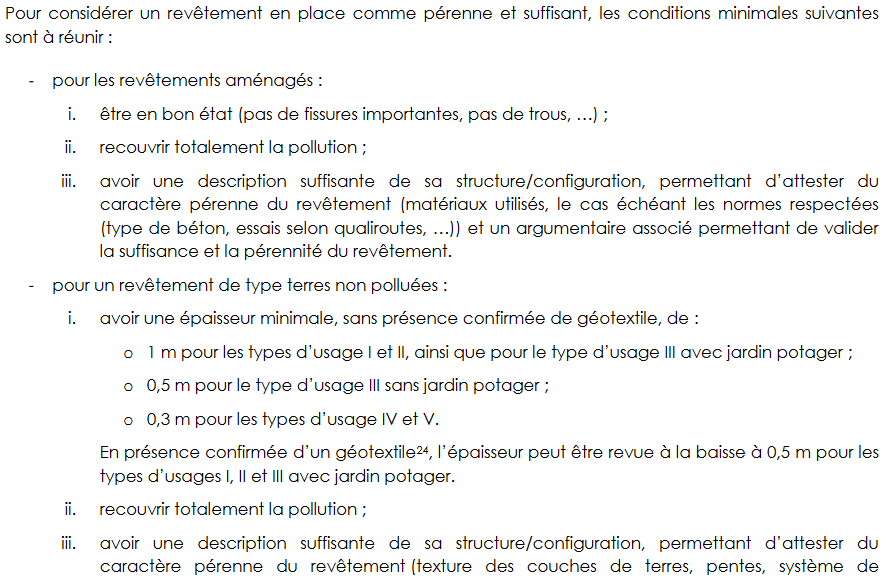 Pour considérer un revêtement en place comme pérenne et suffisant, les conditions minimales suivantes
sont à réunir :
- pour les revêtements aménagés :
i. être en bon état (pas de fissures importantes, pas de trous, …) ;
ii. recouvrir totalement la pollution ;
iii. avoir une description suffisante de sa structure/configuration, permettant d'attester du
caractère pérenne du revêtement (matériaux utilisés, le cas échéant les normes respectées
(type de béton, essais selon qualiroutes, …)) et un argumentaire associé permettant de valider
la suffisance et la pérennité du revêtement.
- pour un revêtement de type terres non polluées :
i. avoir une épaisseur minimale, sans présence confirmée de géotextile, de :
o 1 m pour les types d'usage I et II, ainsi que pour le type d'usage III avec jardin potager ;
o 0,5 m pour le type d'usage III sans jardin potager ;
o 0,3 m pour les types d'usage IV et V.
En présence confirmée d'un géotextile24, l'épaisseur peut être revue à la baisse à 0,5 m pour les
types d'usages I, II et III avec jardin potager.
ii. recouvrir totalement la pollution ;
iii. avoir une description suffisante de sa structure/configuration, permettant d'attester du
caractère pérenne du revêtement (texture des couches de terres, pentes, système de